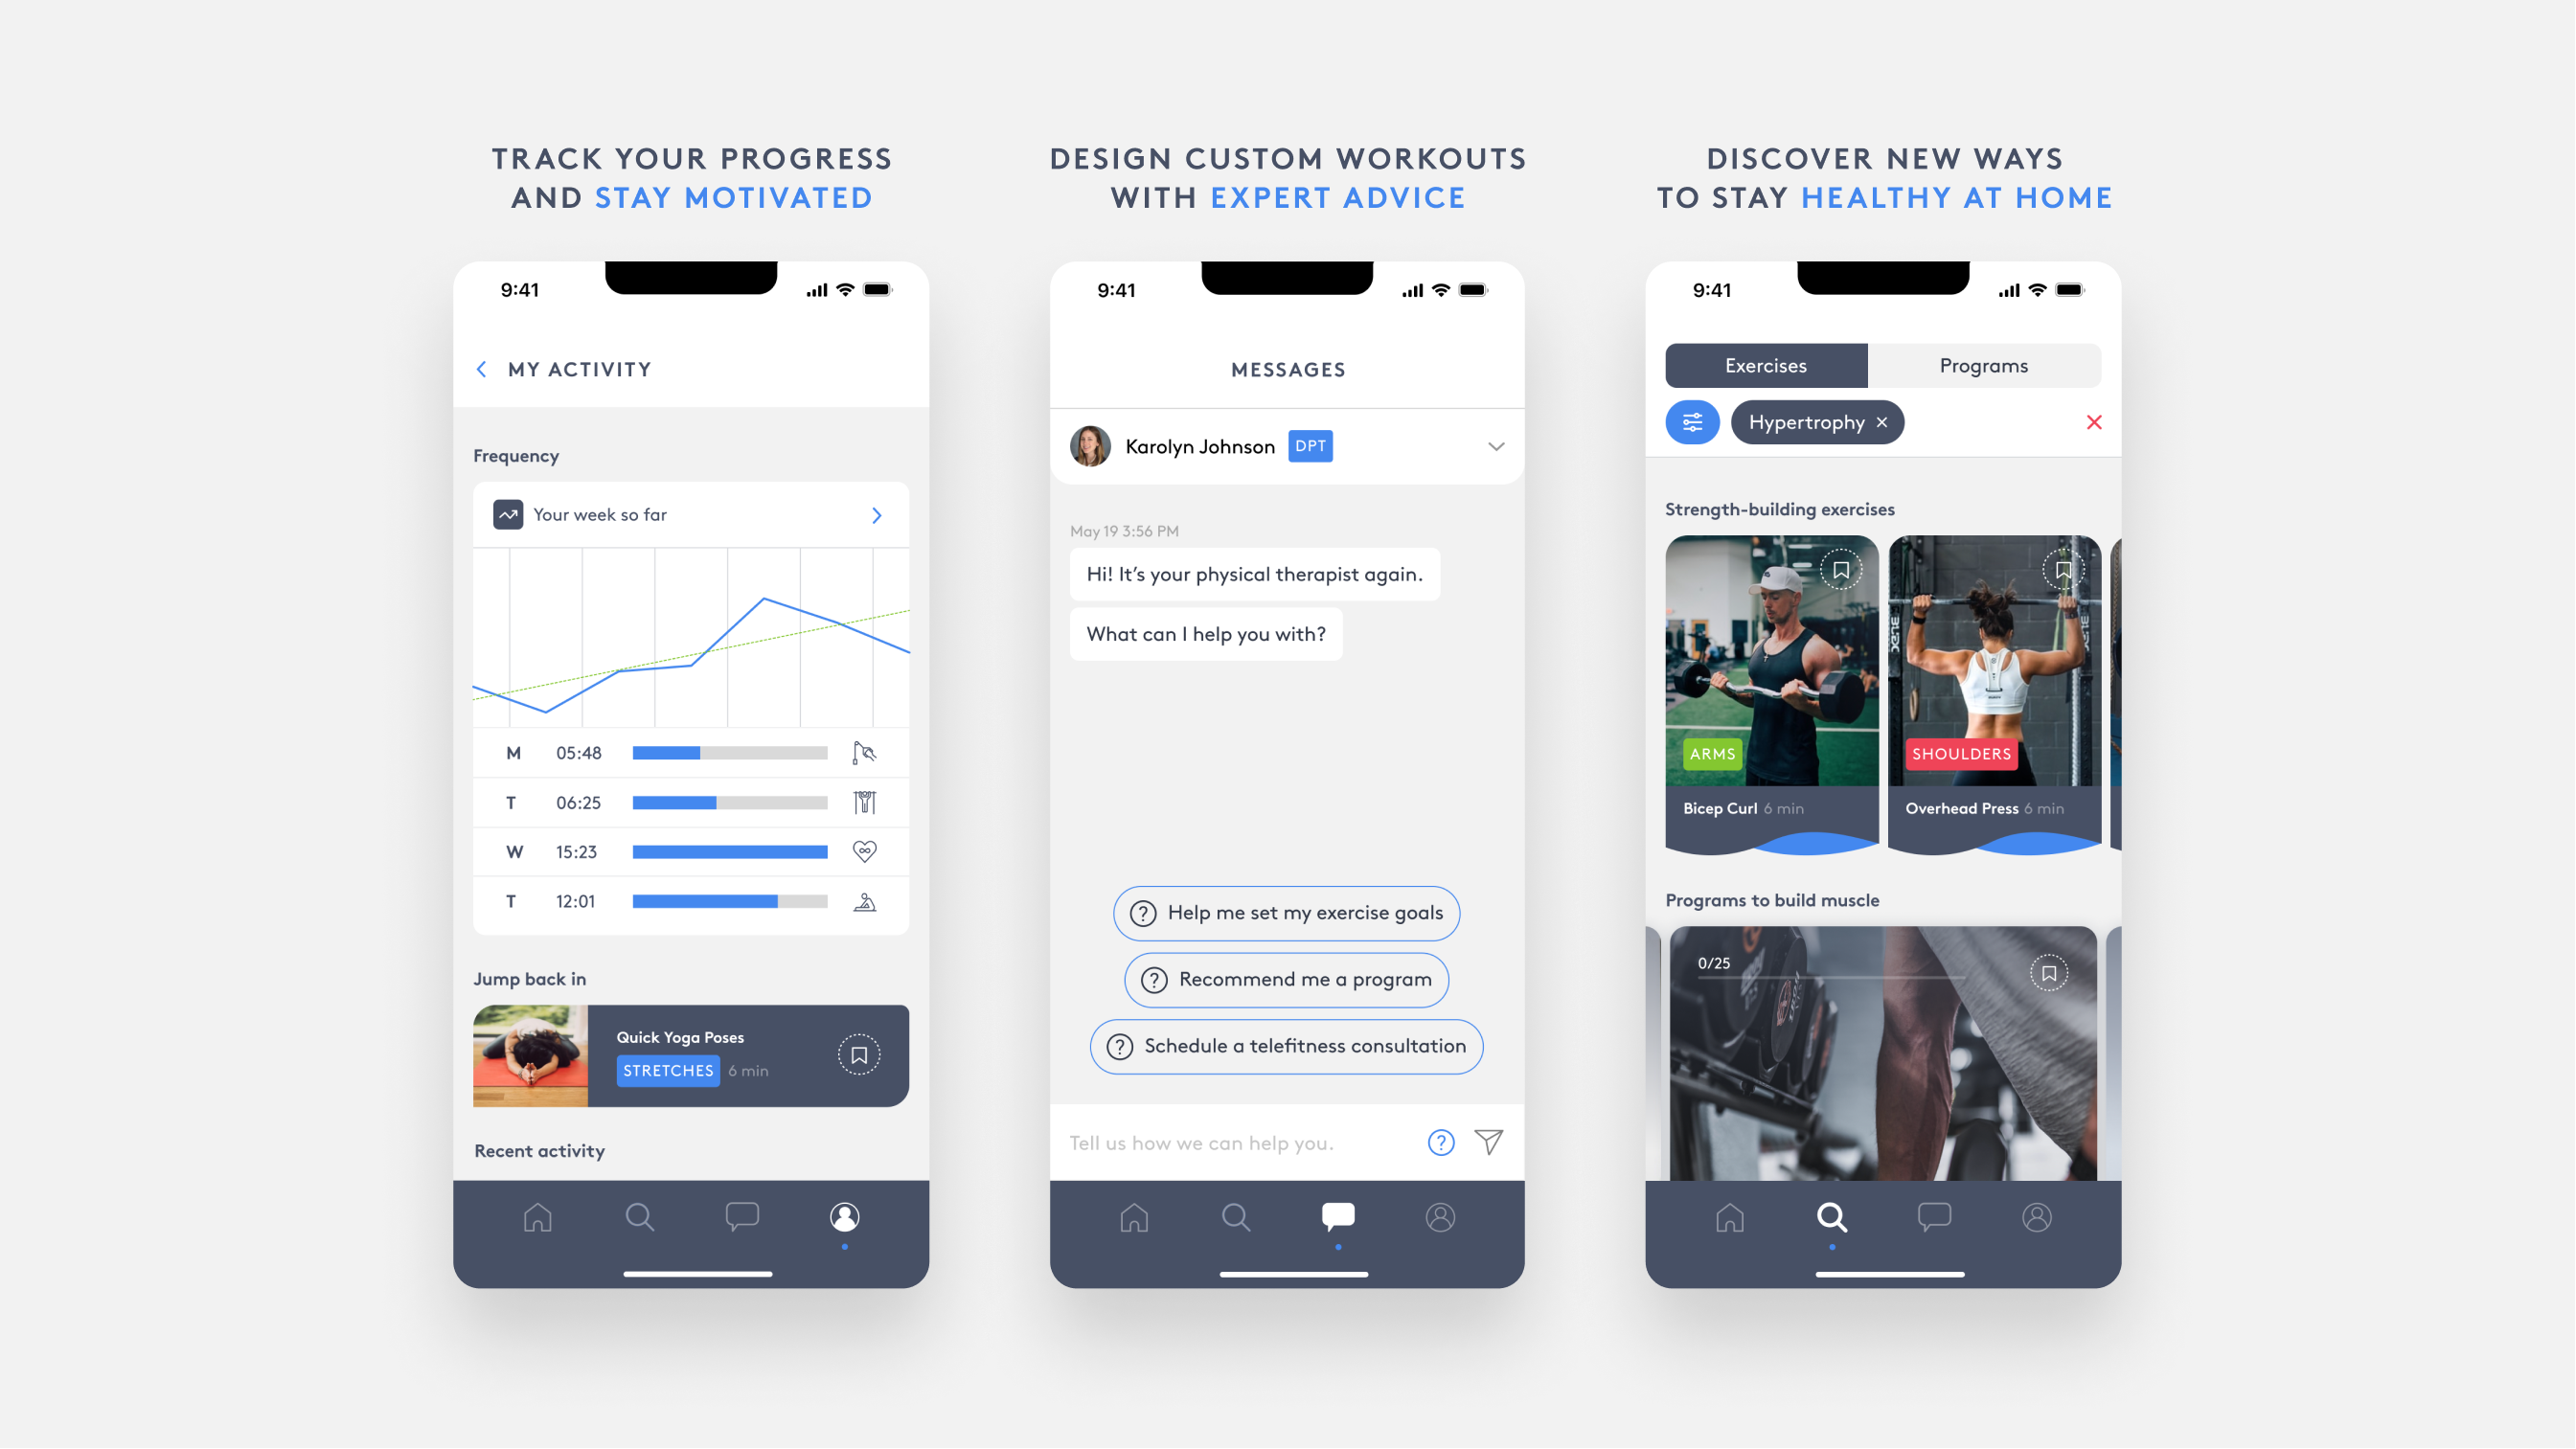 TRACK YOUR PROGRESS
AND STAY MOTIVATED
9:41
MY ACTIVITY
Frequency
Your week so far
M 05:48
T 06:25
W 15:23
T 12:01
Jump back in
Quick Yoga Poses
STRETCHES 6 min
Recent activity
DESIGN CUSTOM WORKOUTS
WITH EXPERT ADVICE
9:41
MESSAGES
Karolyn Johnson DPT
May 19 3:56 PM
Hi! It’s your physical therapist again.
What can I help you with?
Help me set my exercise goals
Recommend me a program
Schedule a telefitness consultation
Tell us how we can help you.
DISCOVER NEW WAYS
TO STAY HEALTHY AT HOME
9:41
Exercises Programs
Hypertrophy
Strength-building exercises
ARMS
Bicep Curl 6 min
SHOULDERS
Overhead Press 6 min
Programs to build muscle
0/25